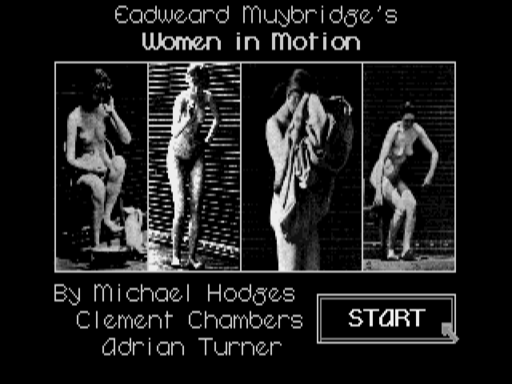 Eadweard Muybridge's
Women in Motion
By Michael Hodges
Clement Chambers
Adrian Turner
START